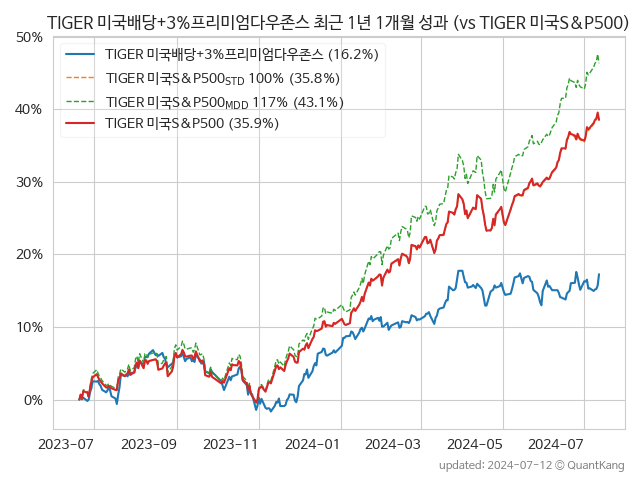 TIGER 미국배당+3%프리미엄다우존스 최근 1년 1개월 성과 (vs TIGER 미국S&P500)
50%
40%
30%
20%
10%
0%
TIGER 미국배당+3%프리미엄다우존스 (16.2%)
TIGER 미국S&P500STD 100% (35.8%)
TIGER 미국S&P500MDD 117% (43.1%)
TIGER 미국S&P500 (35.9%)
2023-07 2023-09 2023-11 2024-01 2024-03 2024-05 2024-07
updated: 2024-07-12 © QuantKang